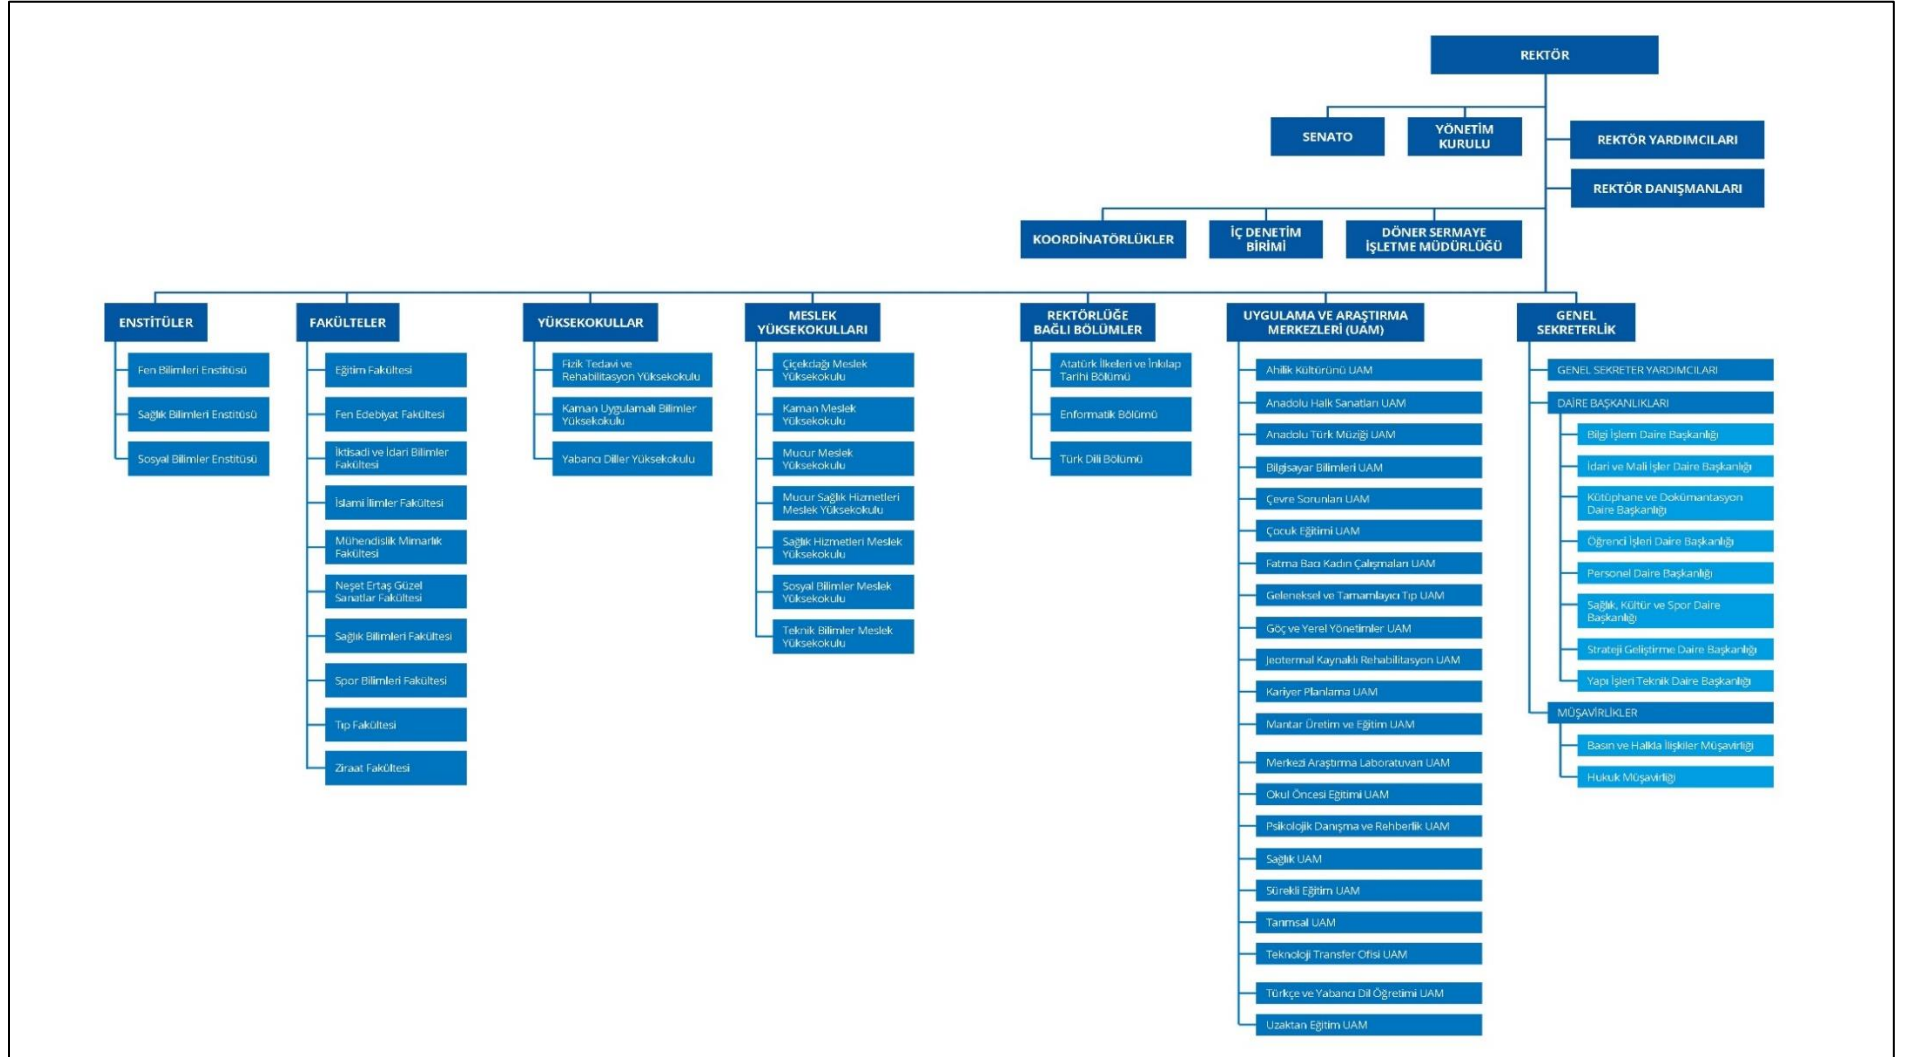 REKTÖR
SENATO
YÖNETİM
KURULU
REKTÖR YARDIMCILARI
REKTÖR DANIŞMANLARI
KOORDİNATÖRLÜKLER
İÇ DENETİM
BİRİMİ
DÖNER SERMAYE
İŞLETME MÜDÜRLÜĞÜ
ENSTİTÜLER
Fen Bilimleri Enstitüsü
Sağlık Bilimleri Enstitüsü
Sosyal Bilimler Enstitüsü
FAKÜLTELER
Eğitim Fakültesi
Fen Edebiyat Fakültesi
İktisadi ve İdari Bilimler
Fakültesi
İslami İlimler Fakültesi
Mühendislik Mimarlık
Fakültesi
Neşet Ertaş Güzel
Sanatlar Fakültesi
Sağlık Bilimleri Fakültesi
Spor Bilimleri Fakültesi
Tıp Fakültesi
Ziraat Fakültesi
YÜKSEKOKULLAR
Fizik Tedavi ve
Rehabilitasyon Yüksekokulu
Kaman Uygulamalı Bilimler
Yüksekokulu
Yabancı Diller Yüksekokulu
MESLEK
YÜKSEKOKULLARI
Çiçekdağı Meslek
Yüksekokulu
Kaman Meslek
Yüksekokulu
Mucur Meslek
Yüksekokulu
Mucur Sağlık Hizmetleri
Meslek Yüksekokulu
Sağlık Hizmetleri Meslek
Yüksekokulu
Sosyal Bilimler Meslek
Yüksekokulu
Teknik Bilimler Meslek
Yüksekokulu
REKTÖRLÜĞE
BAĞLI BÖLÜMLER
Atatürk İlkeleri ve İnkılap
Tarihi Bölümü
Enformatik Bölümü
Türk Dili Bölümü
UYGULAMA VE ARAŞTIRMA
MERKEZLERİ (UAM)
Ahilik Kültürünü UAM
Anadolu Halk Sanatları UAM
Anadolu Türk Müziği UAM
Bilgisayar Bilimleri UAM
Çevre Sorunları UAM
Çocuk Eğitimi UAM
Fatma Bacı Kadın Çalışmaları UAM
Geleneksel ve Tamamlayıcı Tıp UAM
Göç ve Yerel Yönetimler UAM
Jeotermal Kaynaklı Rehabilitasyon UAM
Kariyer Planlama UAM
Mantar Üretim ve Eğitim UAM
Merkezi Araştırma Laboratuvarı UAM
Okul Öncesi Eğitimi UAM
Psikolojik Danışma ve Rehberlik UAM
Sağlık UAM
Sürekli Eğitim UAM
Tarımsal UAM
Teknoloji Transfer Ofisi UAM
Türkçe ve Yabancı Dil Öğretimi UAM
Uzaktan Eğitim UAM
GENEL
SEKRETERLİK
GENEL SEKRETER YARDIMCILARI
DAİRE BAŞKANLIKLARI
Bilgi İşlem Daire Başkanlığı
İdari ve Mali İşler Daire Başkanlığı
Kütüphane ve Dokümantasyon
Daire Başkanlığı
Öğrenci İşleri Daire Başkanlığı
Personel Daire Başkanlığı
Sağlık, Kültür ve Spor Daire
Başkanlığı
Strateji Geliştirme Daire Başkanlığı
Yapı İşleri Teknik Daire Başkanlığı
MÜŞAVİRLİKLER
Basın ve Halkla İlişkiler Müşavirliği
Hukuk Müşavirliği